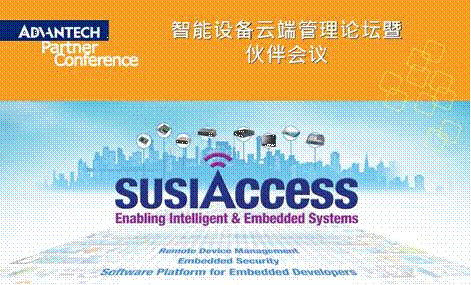 ADVANTECH
Partner
Conference
智能设备云端管理论坛暨
伙伴会议
SUSIACCESS
Enabling Intelligent & Embedded Systems
Remote Device Management
Embedded Security
Software Platform for Embedded Developers